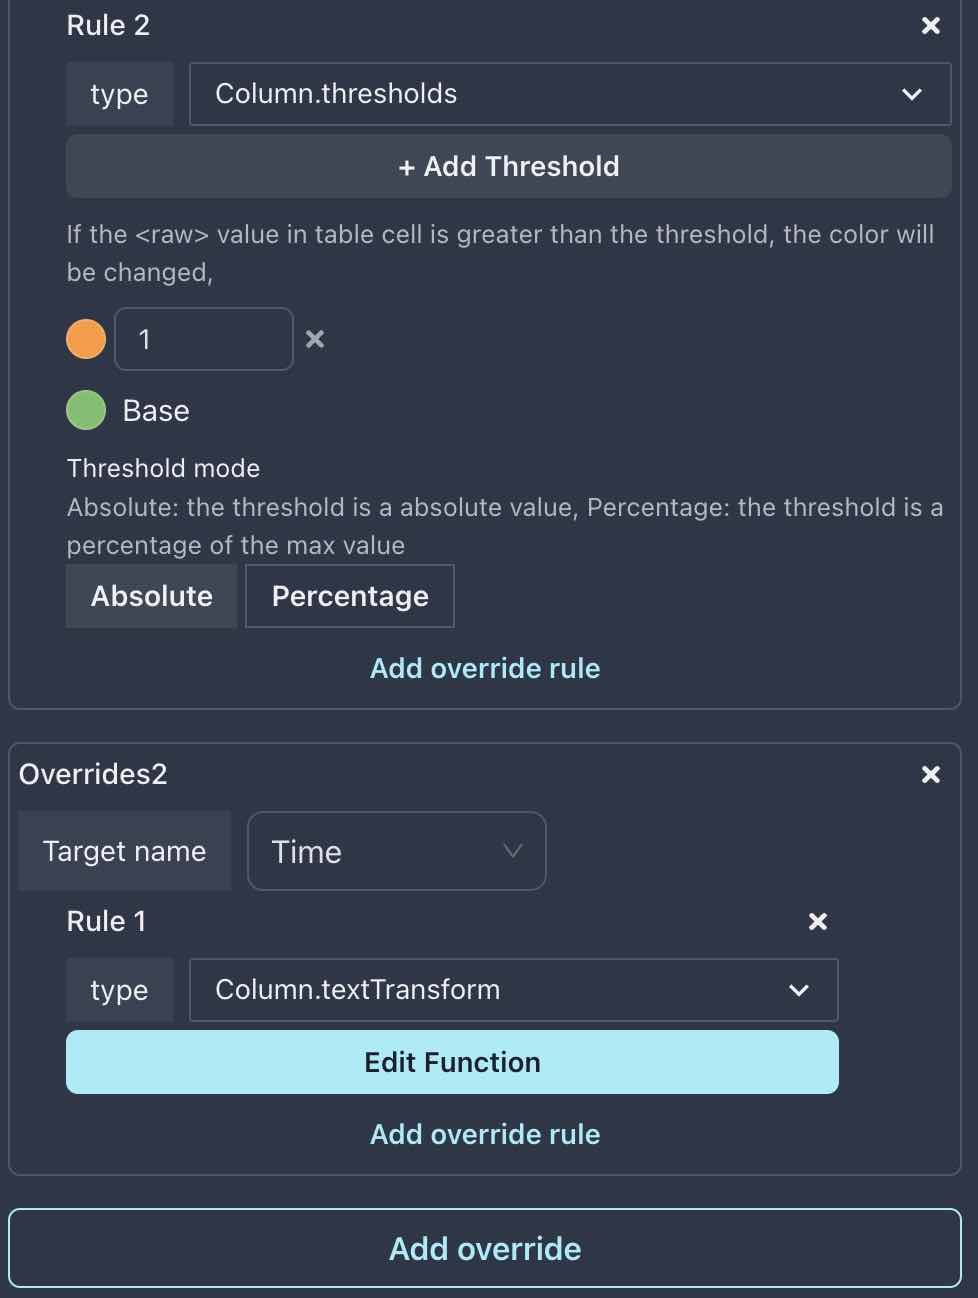 Rule 2
type
Column.thresholds
+ Add Threshold
If the <raw> value in table cell is greater than the threshold, the color will
be changed,
1
Base
Threshold mode
Absolute: the threshold is a absolute value, Percentage: the threshold is a
percentage of the max value
Absolute
Percentage
Add override rule
Overrides2
Target name
Time
Rule 1
type
Column.textTransform
Edit Function
Add override rule
Add override